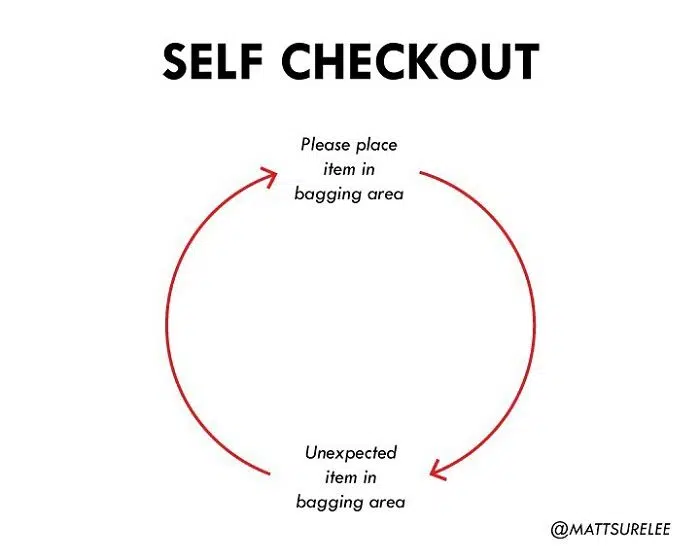 SELF CHECKOUT
Please place
item in
bagging area
Unexpected
item in
bagging area
@MATTSURELEE